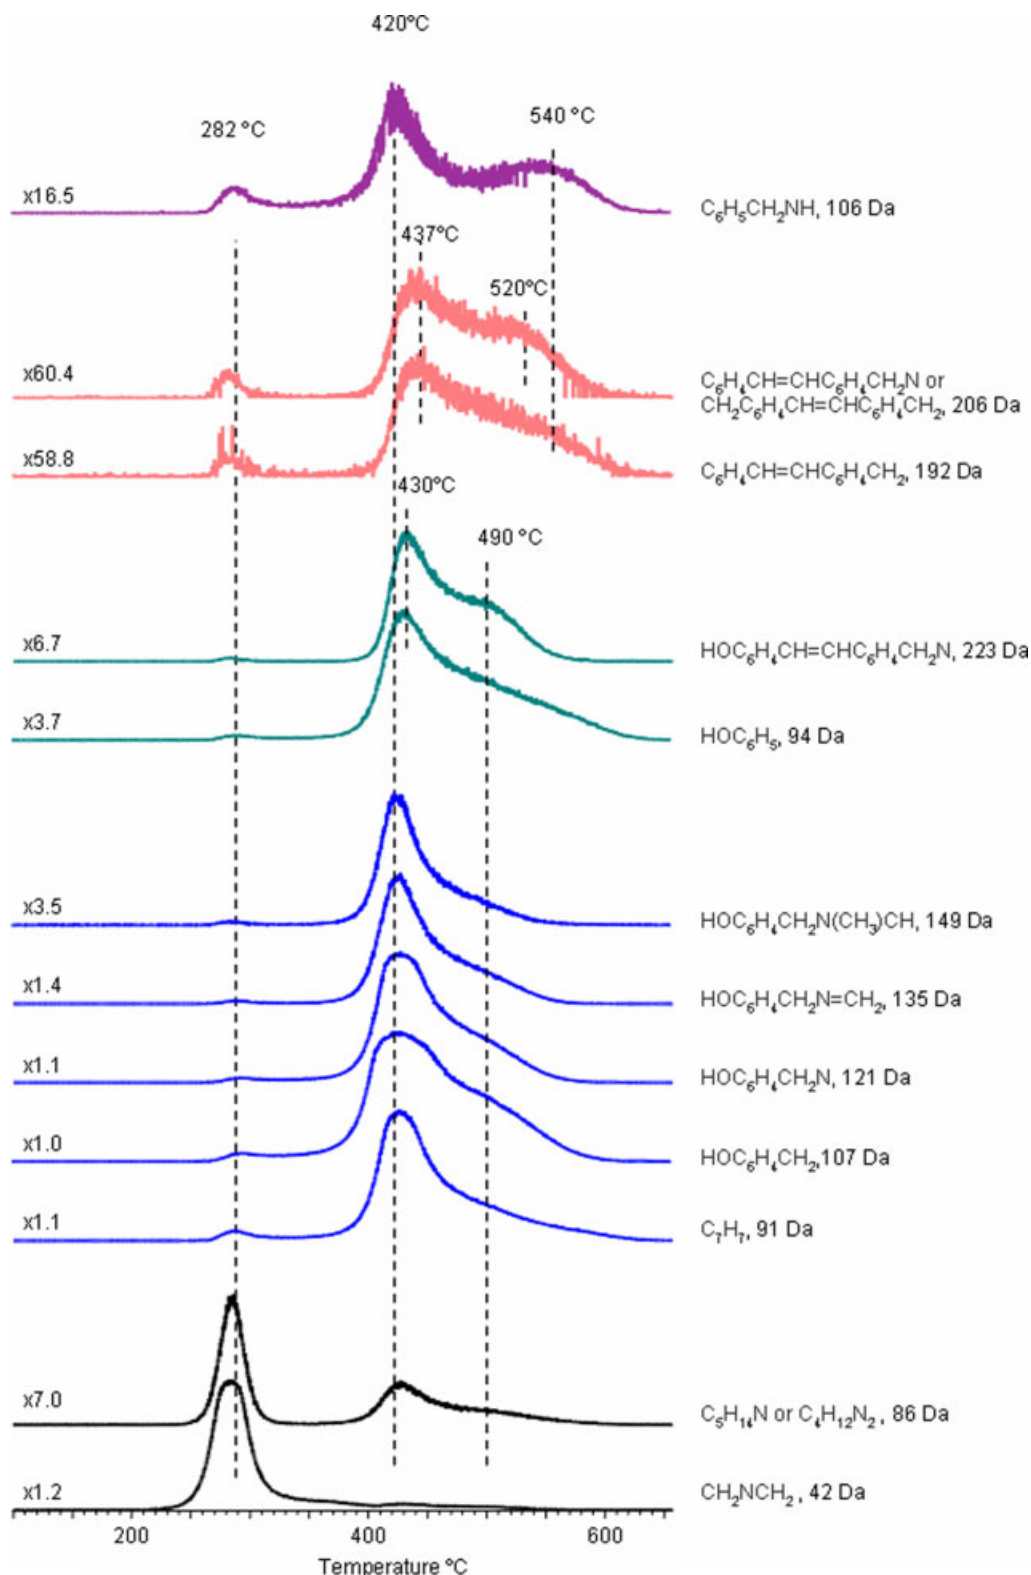 420°C
540 °C
282 °C
x16.5
C₆H₅CH₂NH, 106 Da
437°C
520°C
x60.4
C₆H₄CH=CHC₆H₄CH₂N or
CH₂C₆H₄CH=CHC₆H₄CH₂, 206 Da
x58.8
C₆H₄CH=CHC₆H₄CH₂, 192 Da
430°C
490 °C
x6.7
HOC₆H₄CH=CHC₆H₄CH₂N, 223 Da
x3.7
HOC₆H₅, 94 Da
x3.5
HOC₆H₄CH₂N(CH₃)CH, 149 Da
x1.4
HOC₆H₄CH₂N=CH₂, 135 Da
x1.1
HOC₆H₄CH₂N, 121 Da
x1.0
HOC₆H₄CH₂,107 Da
x1.1
C₇H₇, 91 Da
x7.0
C₅H₁₄N or C₄H₁₂N₂ , 86 Da
x1.2
CH₂NCH₂ , 42 Da
200 400 600
Temperature °C